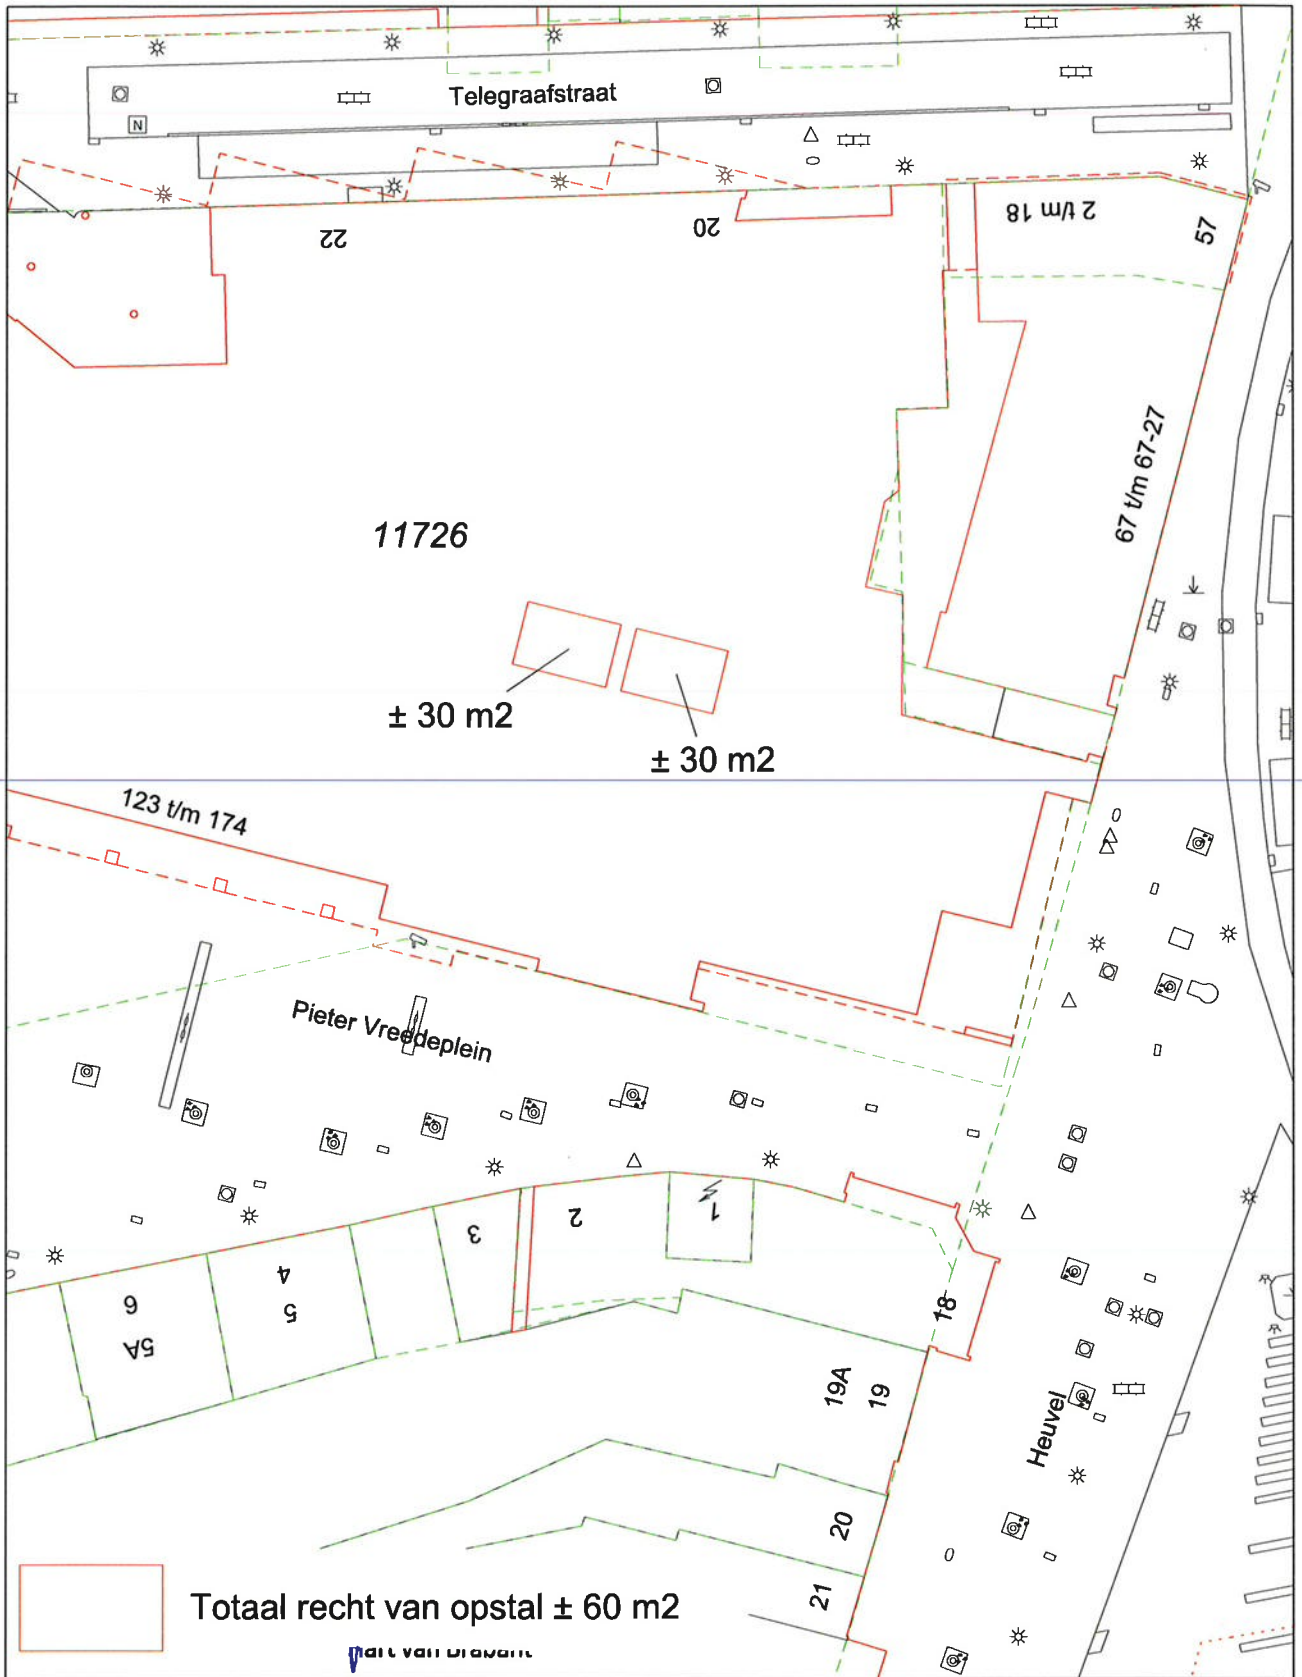 Telegraafstraat
N
22
20
2 t/m 18
57
67 t/m 67-27
11726
± 30 m2
± 30 m2
123 t/m 174
Pieter Vreedeplein
1
2
3
4
5
6
5A
18
19A
19
20
21
Heuvel
Totaal recht van opstal ± 60 m2